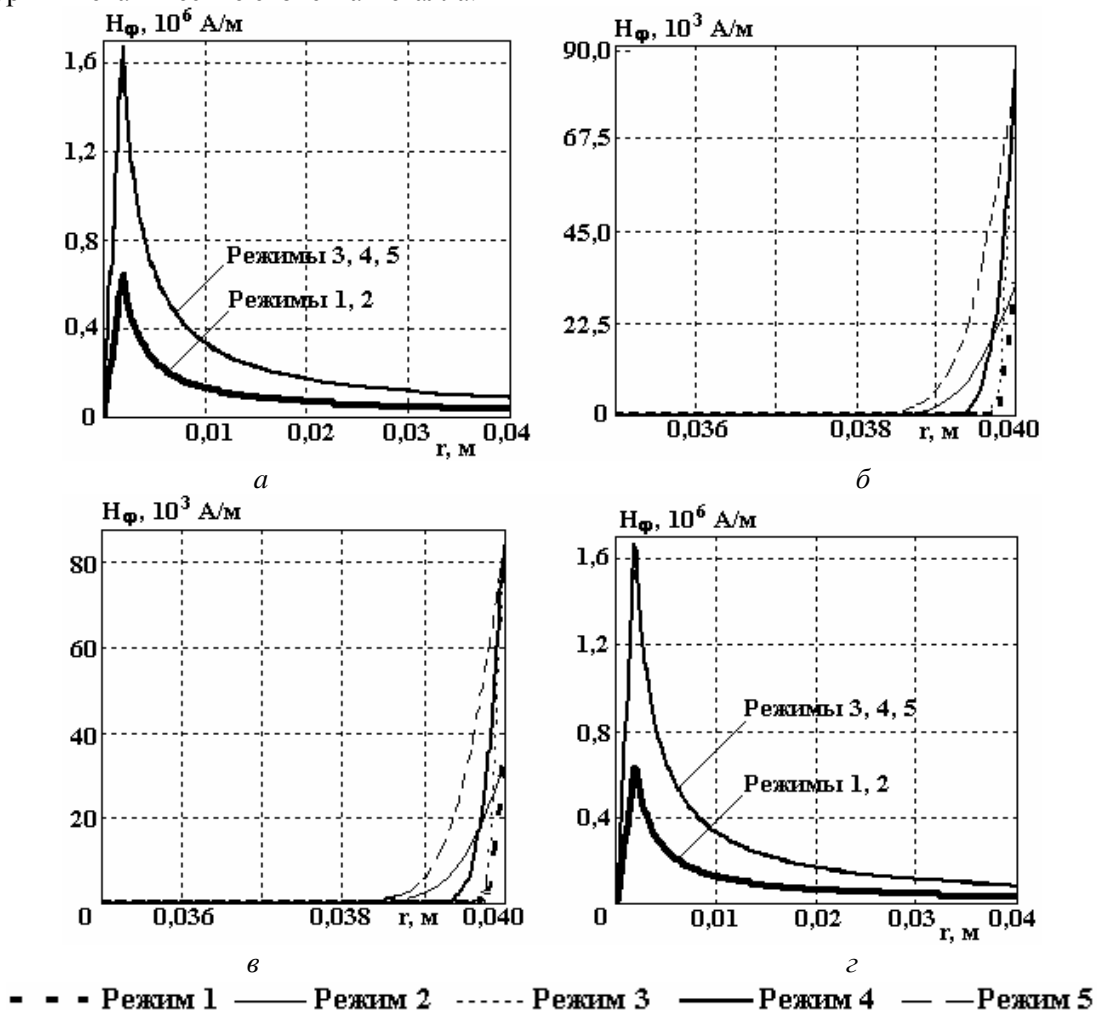 Hφ, 10⁶ А/м
1,6
1,2
0,8
0,4
0
Режимы 3, 4, 5
Режимы 1, 2
0,01
0,02
0,03
0,04
r, м
а
Hφ, 10³ А/м
90,0
67,5
45,0
22,5
0
0,036
0,038
r, м
0,040
б
Hφ, 10³ А/м
80
60
40
20
0
0,036
0,038
r, м
0,040
в
Hφ, 10⁶ А/м
1,6
1,2
0,8
0,4
0
Режимы 3, 4, 5
Режимы 1, 2
0,01
0,02
0,03
r, м
0,04
г
Режим 1 Режим 2 Режим 3 Режим 4 Режим 5